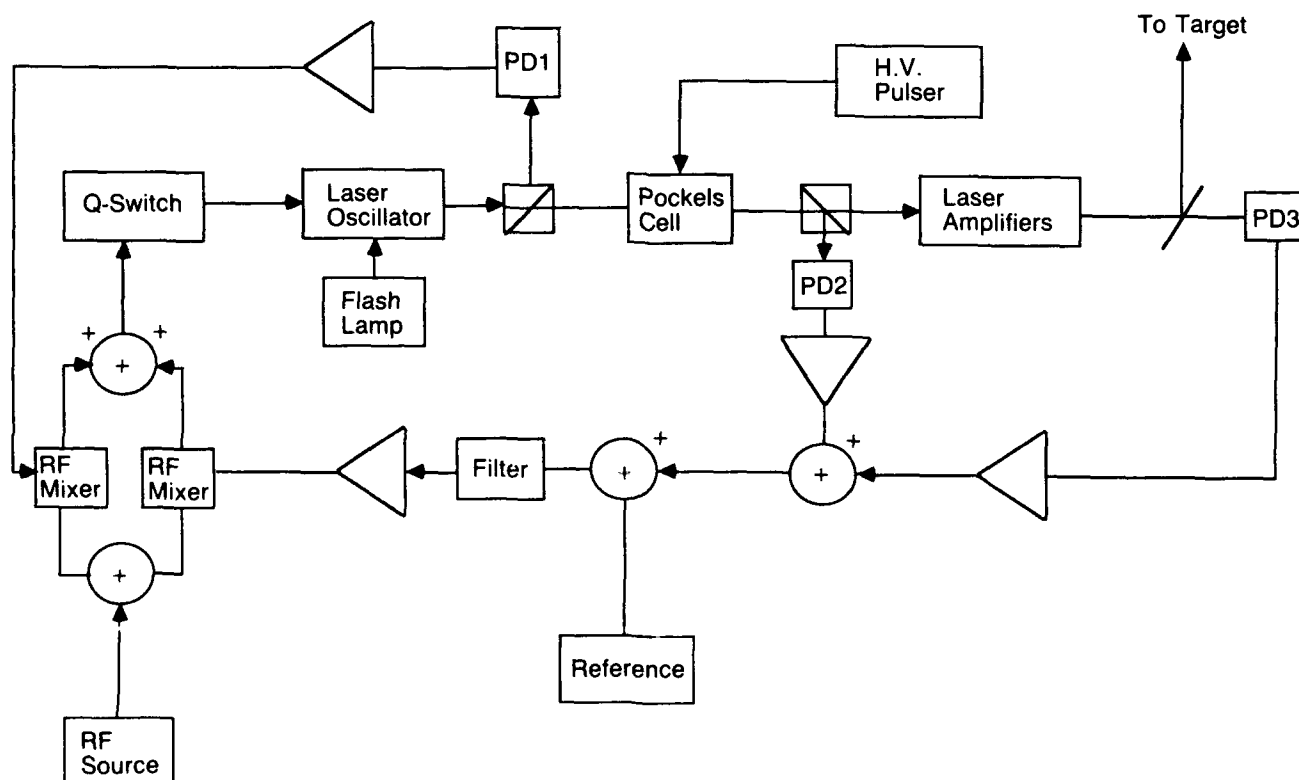 To Target
PD1
H.V.
Pulser
Q-Switch
Laser
Oscillator
Pockels
Cell
Laser
Amplifiers
PD3
Flash
Lamp
PD2
+ +
+
RF
Mixer
RF
Mixer
Filter
+
+
+
+
+
Reference
RF
Source